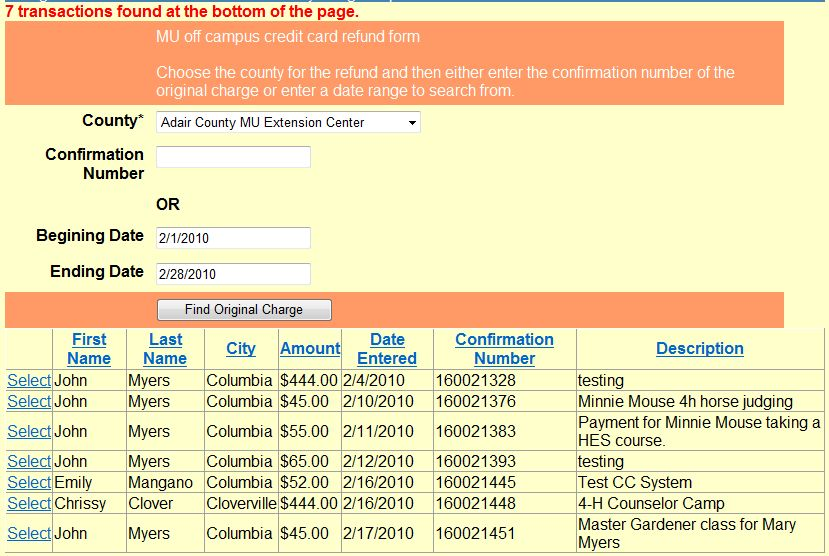 7 transactions found at the bottom of the page.
MU off campus credit card refund form
Choose the county for the refund and then either enter the confirmation number of the
original charge or enter a date range to search from.
County* Adair County MU Extension Center
Confirmation
Number
OR
Begining Date 2/1/2010
Ending Date 2/28/2010
Find Original Charge
First Name Last Name City Amount Date Entered Confirmation Number Description
Select John Myers Columbia $444.00 2/4/2010 160021328 testing
Select John Myers Columbia $45.00 2/10/2010 160021376 Minnie Mouse 4h horse judging
Select John Myers Columbia $55.00 2/11/2010 160021383 Payment for Minnie Mouse taking a
HES course.
Select John Myers Columbia $65.00 2/12/2010 160021393 testing
Select Emily Mangano Columbia $52.00 2/16/2010 160021445 Test CC System
Select Chrissy Clover Cloverville $444.00 2/16/2010 160021448 4-H Counselor Camp
Select John Myers Columbia $45.00 2/17/2010 160021451 Master Gardener class for Mary
Myers